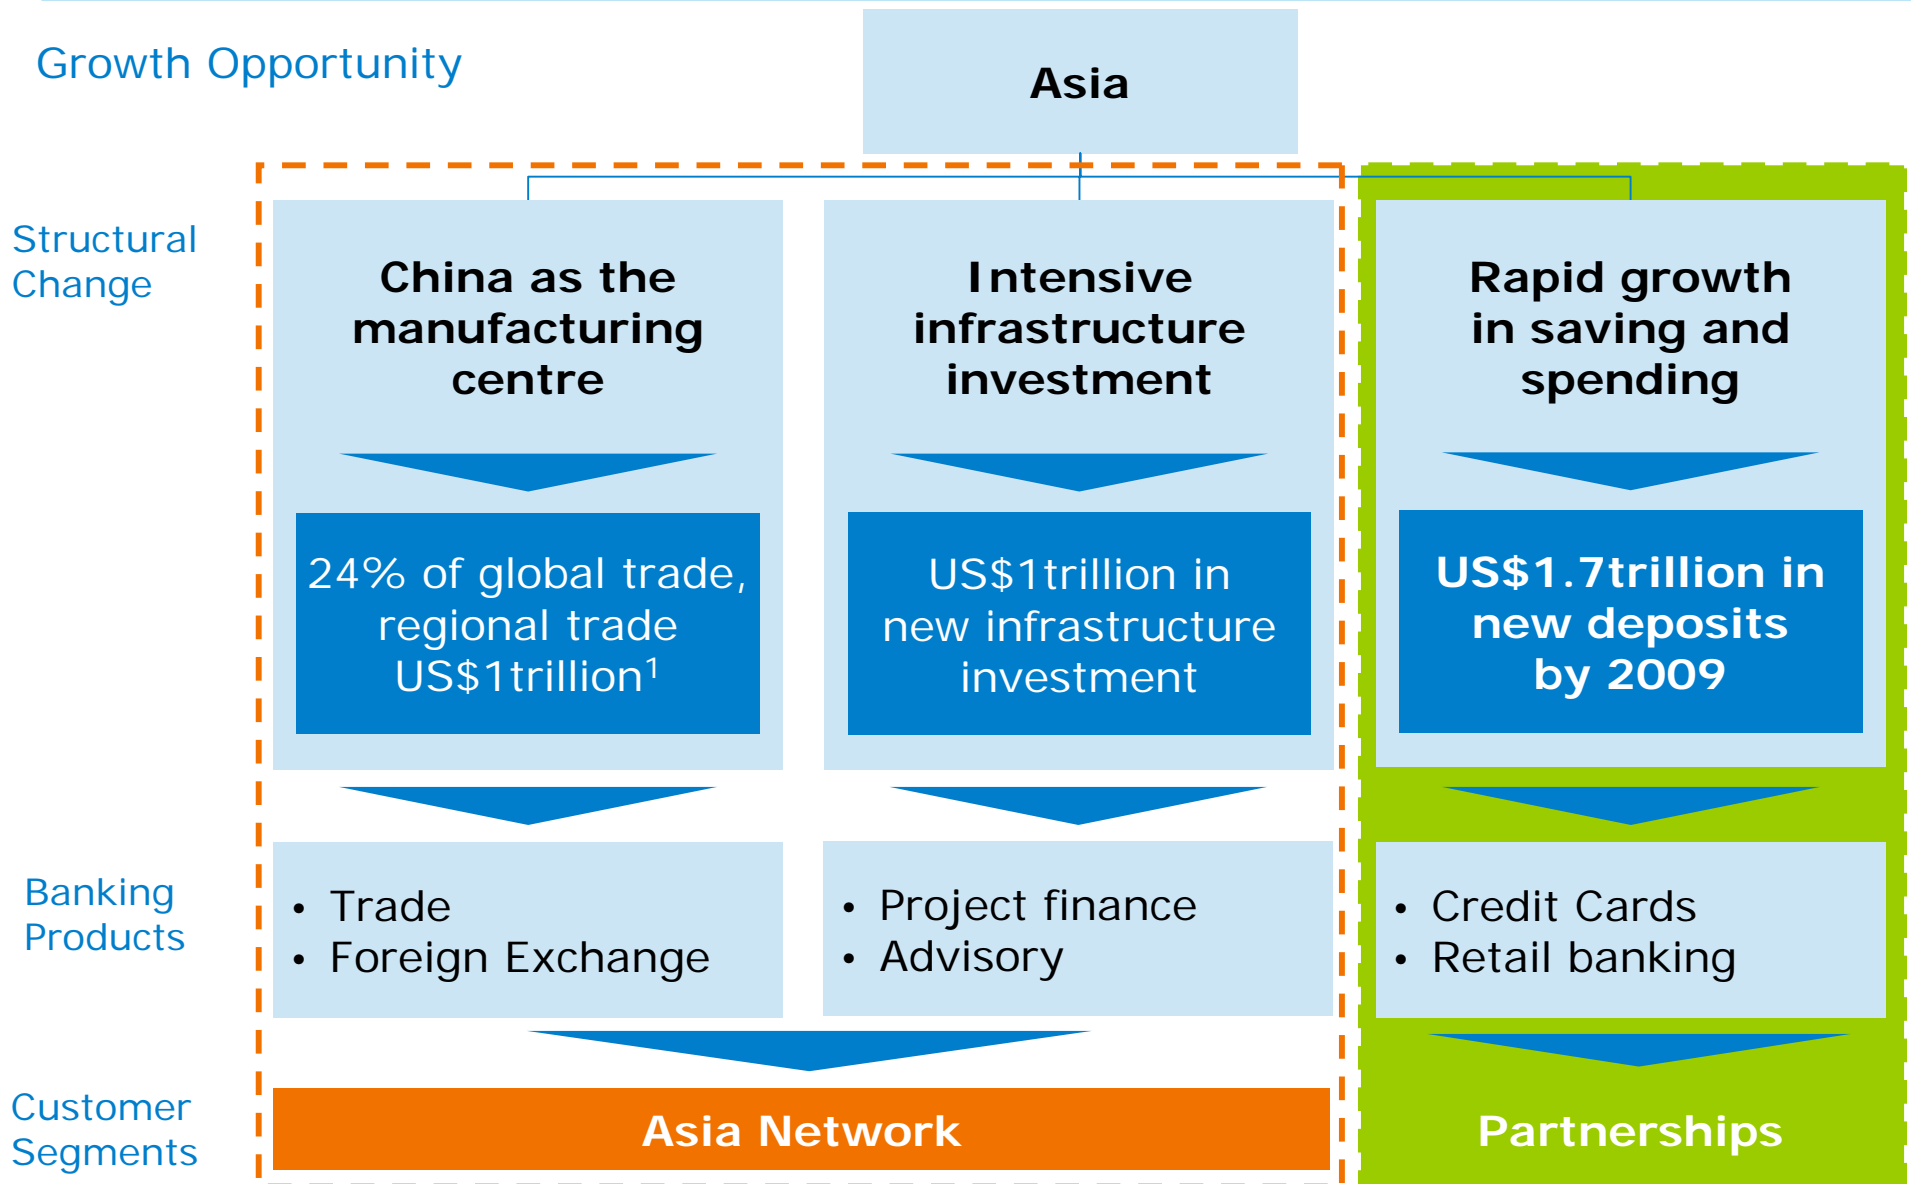 Growth Opportunity
Asia
Structural
Change
China as the
manufacturing
centre
Intensive
infrastructure
investment
Rapid growth
in saving and
spending
24% of global trade,
regional trade
US$1trillion¹
US$1trillion in
new infrastructure
investment
US$1.7trillion in
new deposits
by 2009
Banking
Products
• Trade
• Foreign Exchange
• Project finance
• Advisory
• Credit Cards
• Retail banking
Customer
Segments
Asia Network
Partnerships